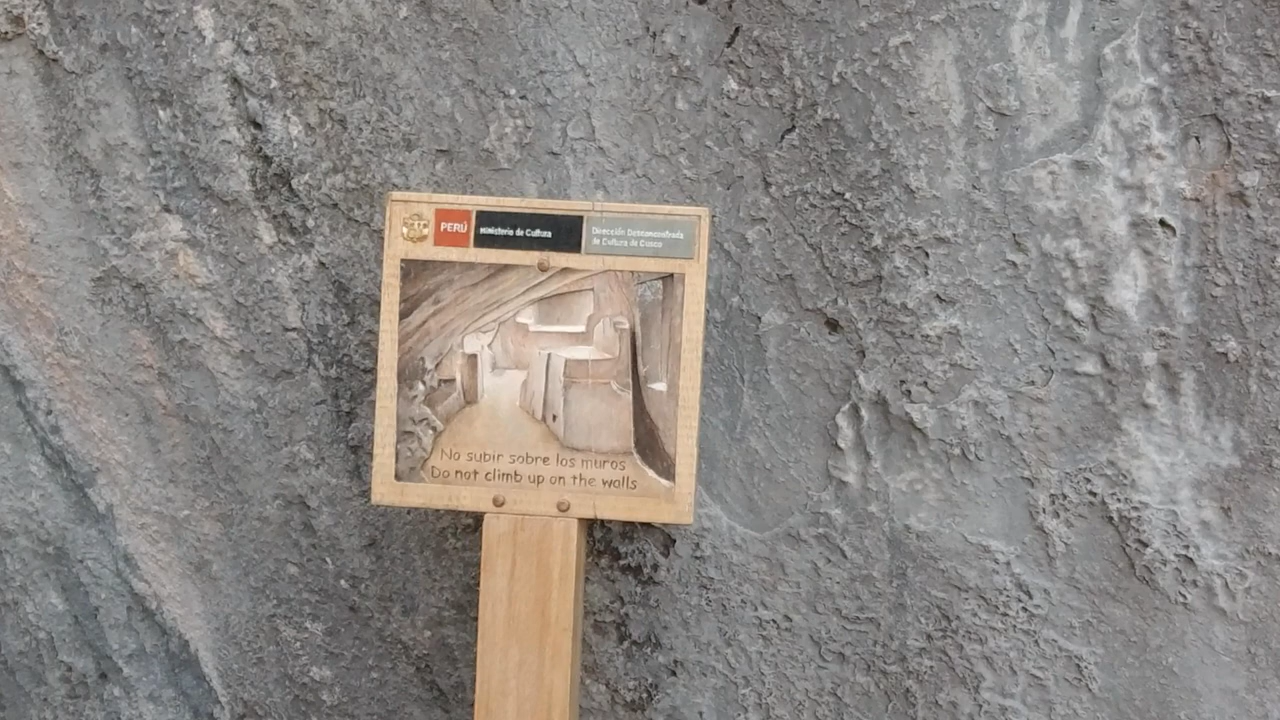 PERÚ
Ministerio de Cultura
Dirección Desconcentrada
de Cultura de Cusco
No subir sobre los muros
Do not climb up on the walls